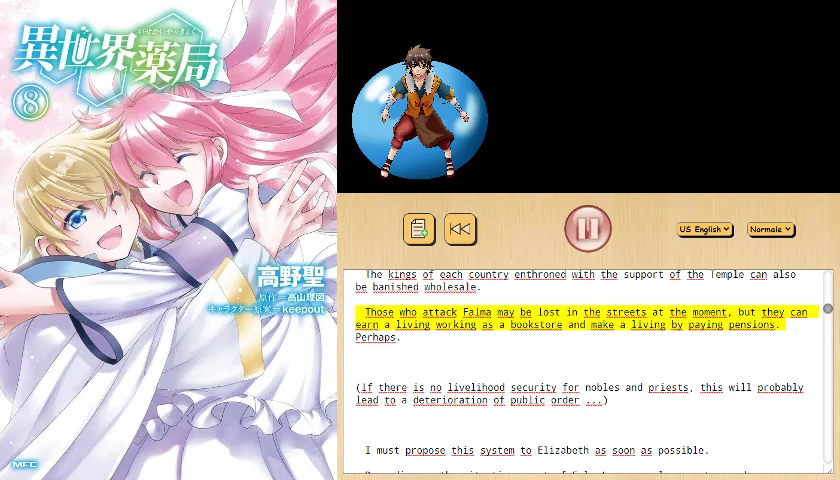 異世界薬局
いせかいやっきょく
8
高野聖
原作＝高山理図
キャラクター原案＝keepout
MFC
US English
Normale
The kings of each country enthroned with the support of the Temple can also
be banished wholesale.
Those who attack Falma may be lost in the streets at the moment, but they can
earn a living working as a bookstore and make a living by paying pensions.
Perhaps.
(If there is no livelihood security for nobles and priests, this will probably
lead to a deterioration of public order ...)
I must propose this system to Elizabeth as soon as possible.